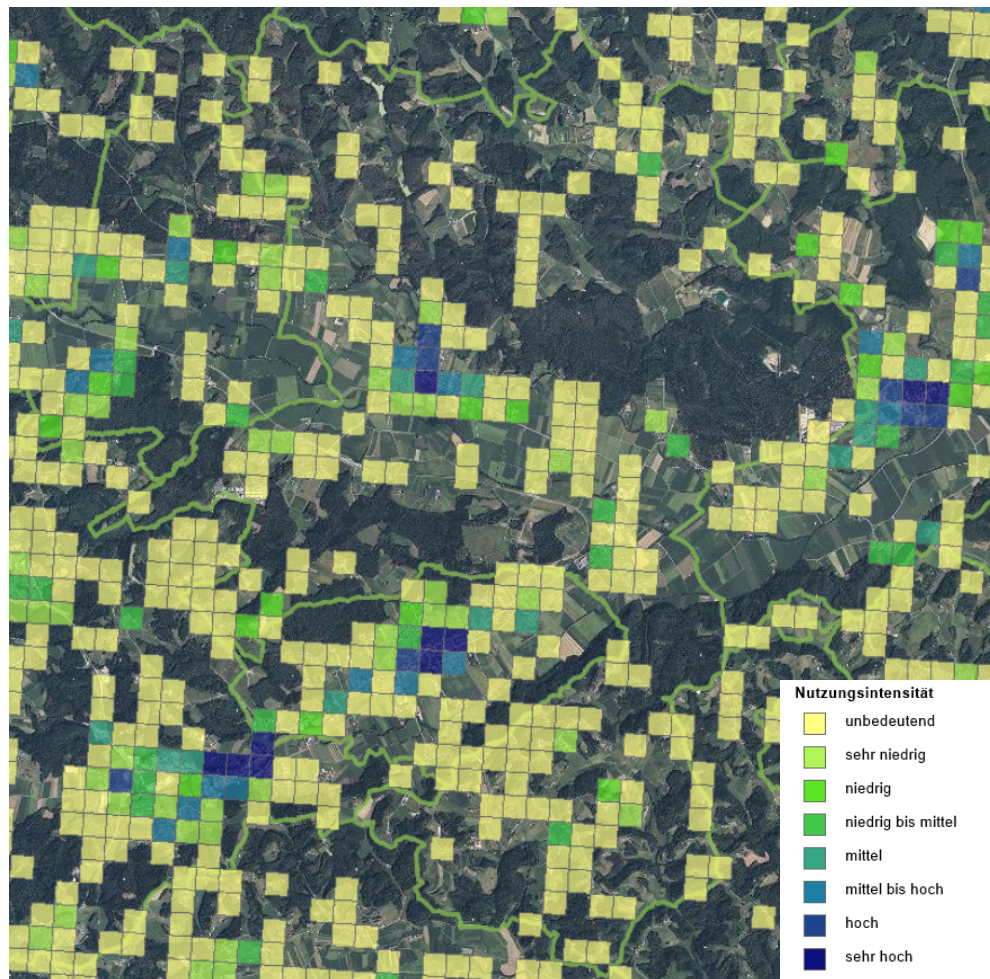 Nutzungsintensität
unbedeutend
sehr niedrig
niedrig
niedrig bis mittel
mittel
mittel bis hoch
hoch
sehr hoch